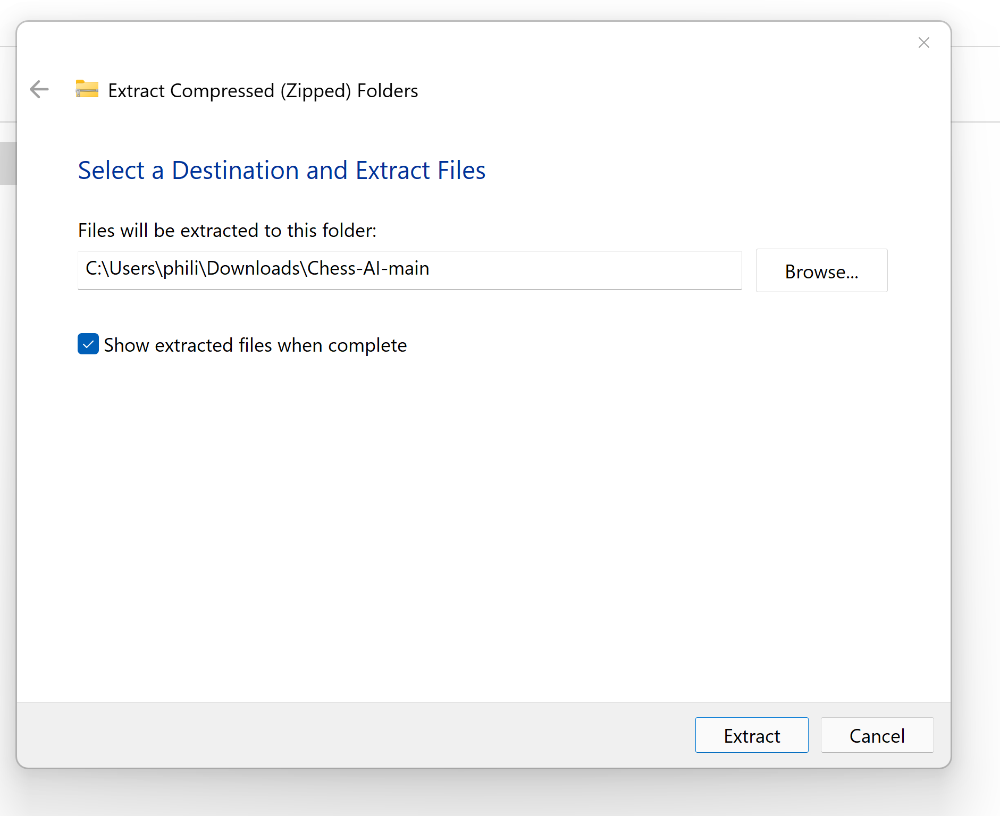 Extract Compressed (Zipped) Folders
Select a Destination and Extract Files
Files will be extracted to this folder:
C:\Users\phili\Downloads\Chess-AI-main
Browse...
Show extracted files when complete
Extract
Cancel